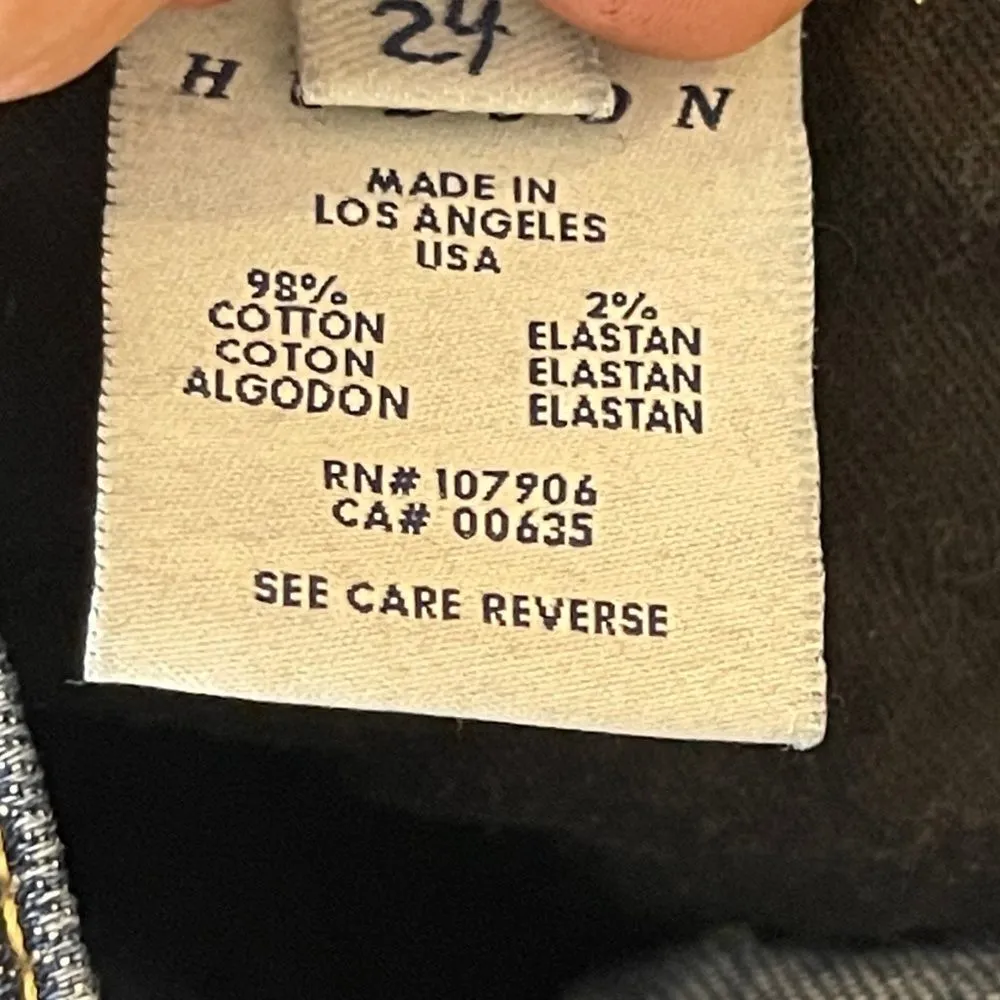 24
H U D S O N
MADE IN
LOS ANGELES
USA
98%
COTTON
COTON
ALGODON
2%
ELASTAN
ELASTAN
ELASTAN
RN# 107906
CA# 00635
SEE CARE REVERSE